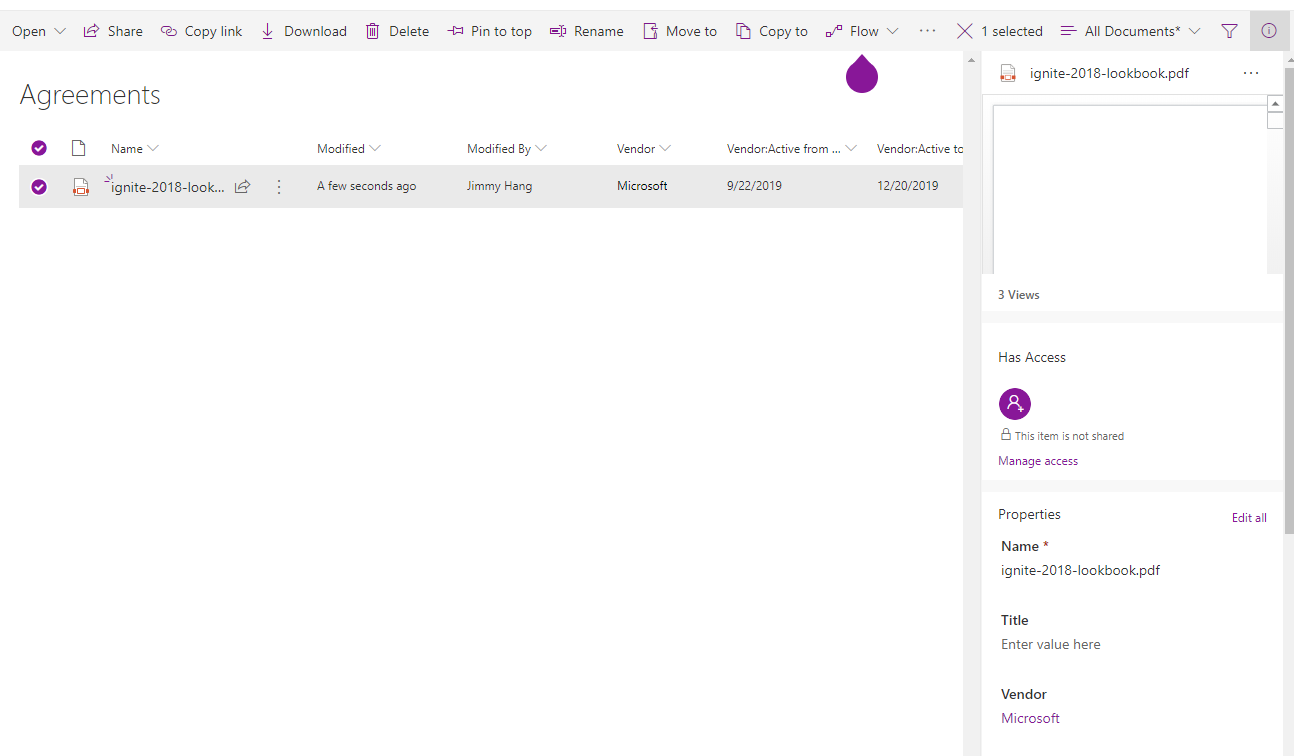 Open Share Copy link Download Delete Pin to top Rename Move to Copy to Flow ... 1 selected All Documents*
ignite-2018-lookbook.pdf ...
Agreements
Name Modified Modified By Vendor Vendor:Active from ... Vendor:Active to
ignite-2018-look... A few seconds ago Jimmy Hang Microsoft 9/22/2019 12/20/2019
3 Views
Has Access
This item is not shared
Manage access
Properties Edit all
Name *
ignite-2018-lookbook.pdf
Title
Enter value here
Vendor
Microsoft